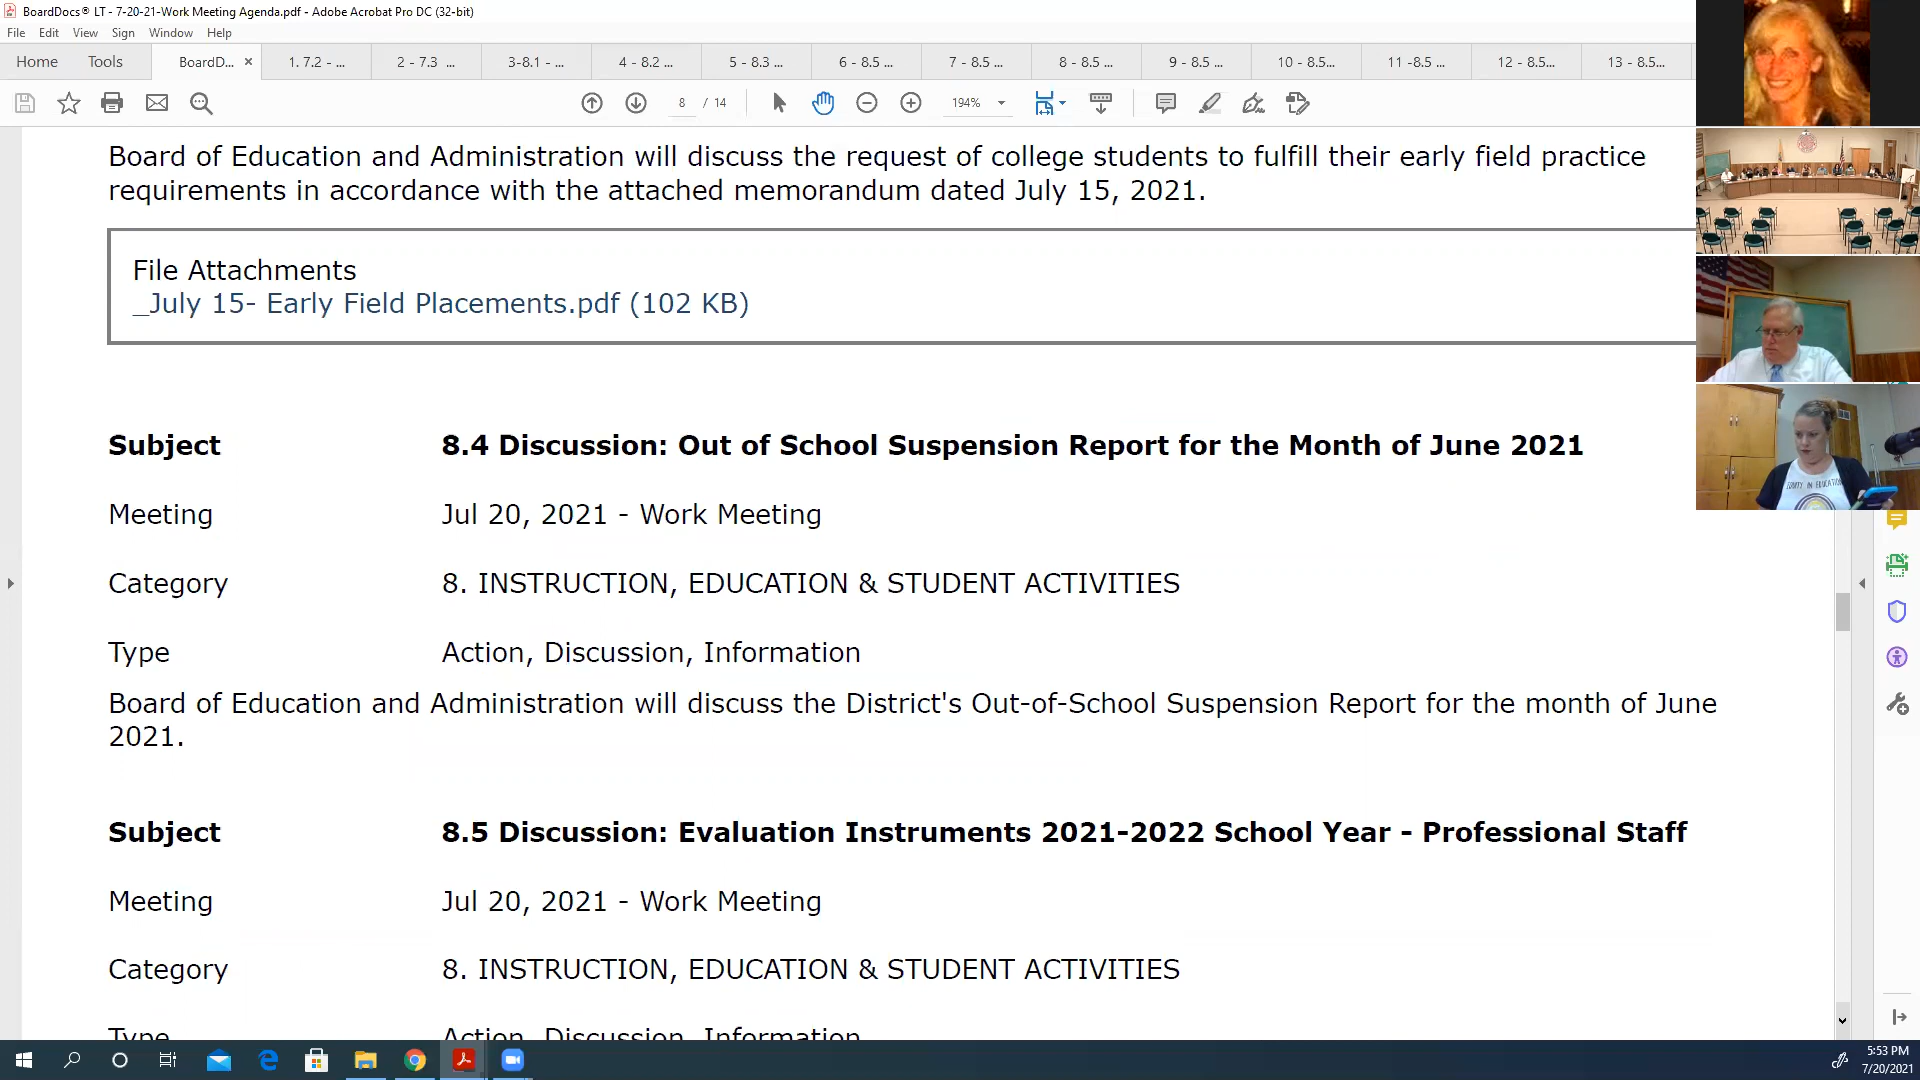 BoardDocs® LT - 7-20-21-Work Meeting Agenda.pdf - Adobe Acrobat Pro DC (32-bit)
File Edit View Sign Window Help
Home Tools BoardD... × 1. 7.2 - ... 2 - 7.3 ... 3-8.1 - ... 4 - 8.2 ... 5 - 8.3 ... 6 - 8.5 ... 7 - 8.5 ... 8 - 8.5 ... 9 - 8.5 ... 10 - 8.5... 11 -8.5 ... 12 - 8.5... 13 - 8.5...
8 / 14 194%
Board of Education and Administration will discuss the request of college students to fulfill their early field practice
requirements in accordance with the attached memorandum dated July 15, 2021.
File Attachments
_July 15- Early Field Placements.pdf (102 KB)
Subject 8.4 Discussion: Out of School Suspension Report for the Month of June 2021
Meeting Jul 20, 2021 - Work Meeting
Category 8. INSTRUCTION, EDUCATION & STUDENT ACTIVITIES
Type Action, Discussion, Information
Board of Education and Administration will discuss the District's Out-of-School Suspension Report for the month of June
2021.
Subject 8.5 Discussion: Evaluation Instruments 2021-2022 School Year - Professional Staff
Meeting Jul 20, 2021 - Work Meeting
Category 8. INSTRUCTION, EDUCATION & STUDENT ACTIVITIES
Type Action, Discussion, Information
EQUITY IN EDUCATION
5:53 PM
7/20/2021